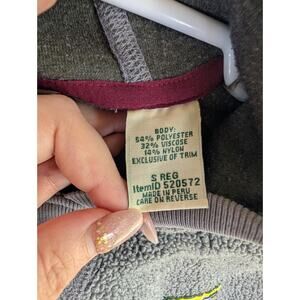 BODY:
54% POLYESTER
32% VISCOSE
14% NYLON
EXCLUSIVE OF TRIM
S REG
ItemID 520572
MADE IN PERU
CARE ON REVERSE